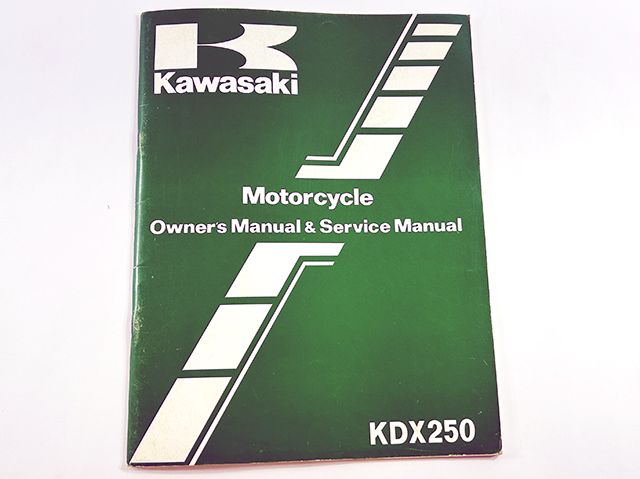 Kawasaki
Motorcycle
Owner's Manual & Service Manual
KDX250